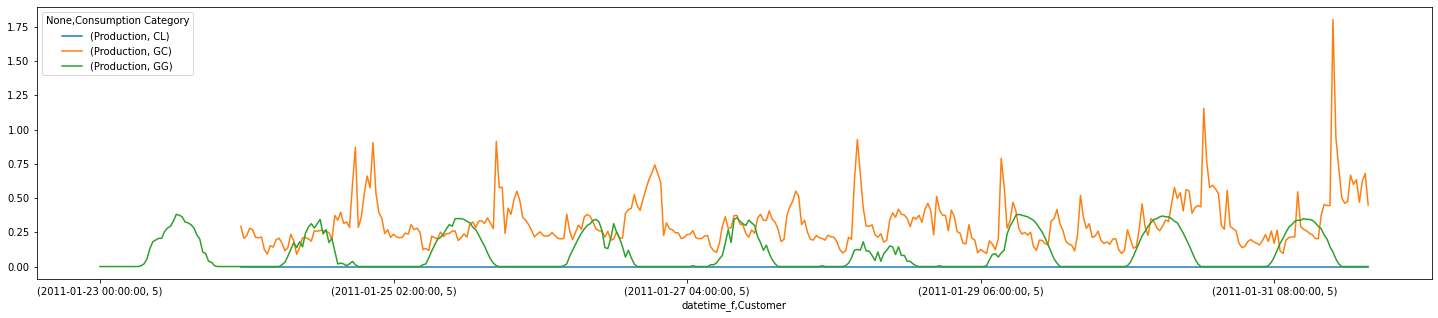 None,Consumption Category
(Production, CL)
(Production, GC)
(Production, GG)
1.75
1.50
1.25
1.00
0.75
0.50
0.25
0.00
(2011-01-23 00:00:00, 5)
(2011-01-25 02:00:00, 5)
(2011-01-27 04:00:00, 5)
(2011-01-29 06:00:00, 5)
(2011-01-31 08:00:00, 5)
datetime_f,Customer